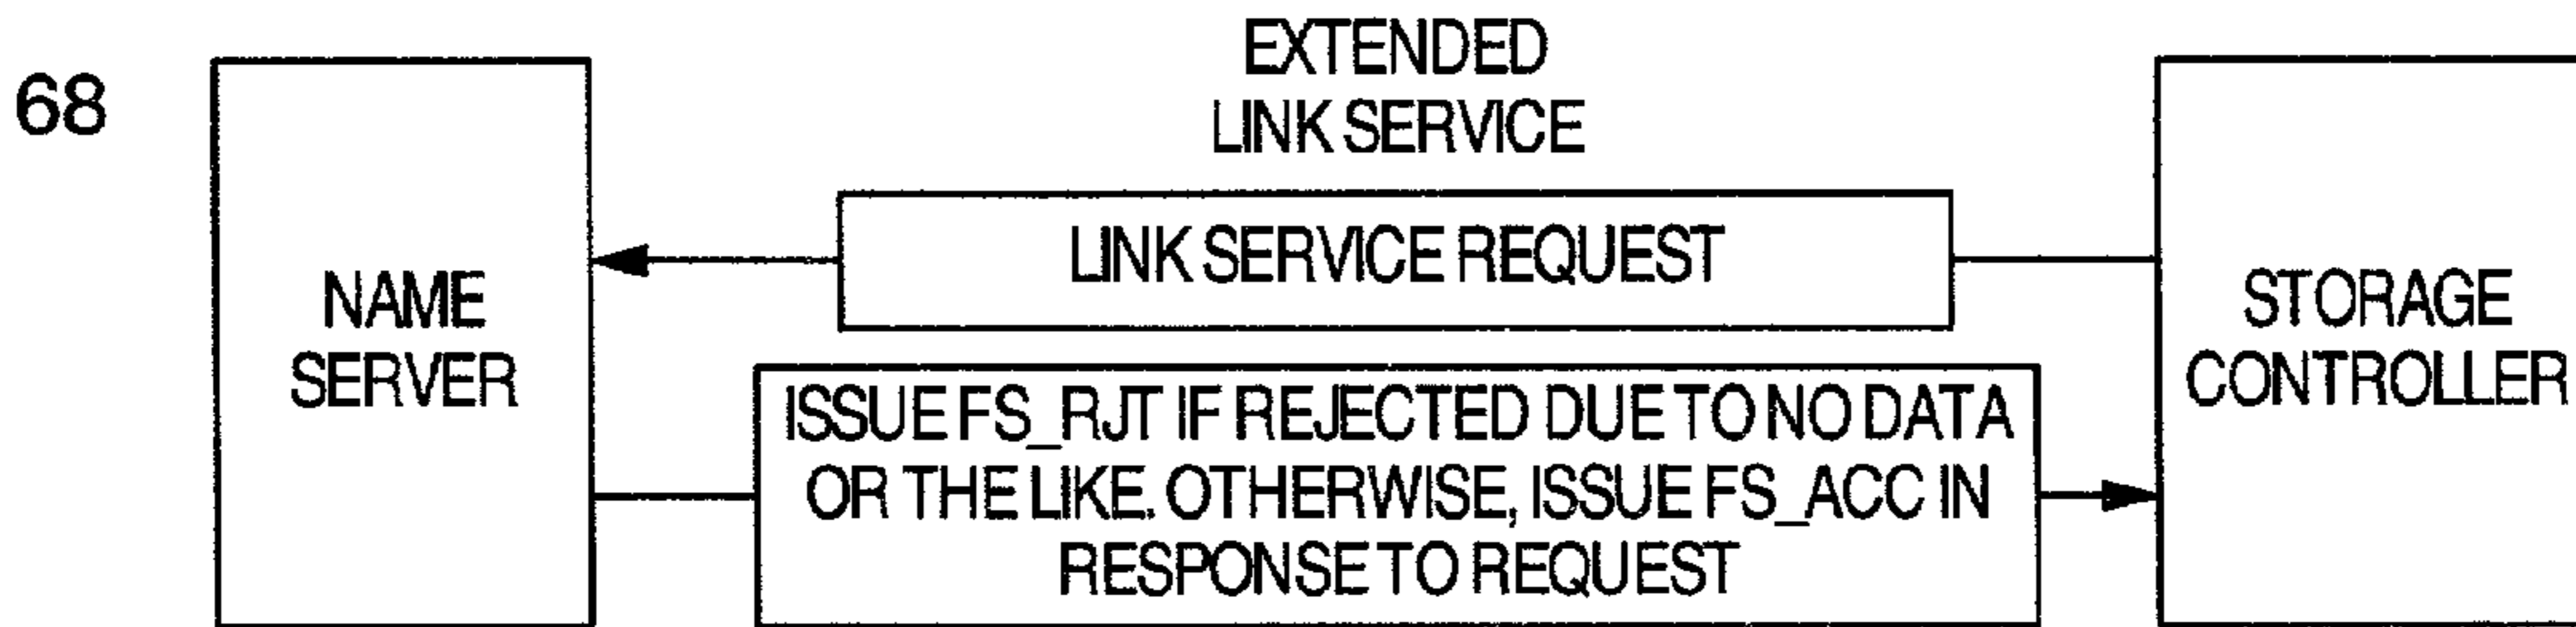 68
EXTENDED
LINK SERVICE
LINK SERVICE REQUEST
NAME
SERVER
STORAGE
CONTROLLER
ISSUE FS_RJT IF REJECTED DUE TO NO DATA
OR THE LIKE. OTHERWISE, ISSUE FS_ACC IN
RESPONSE TO REQUEST